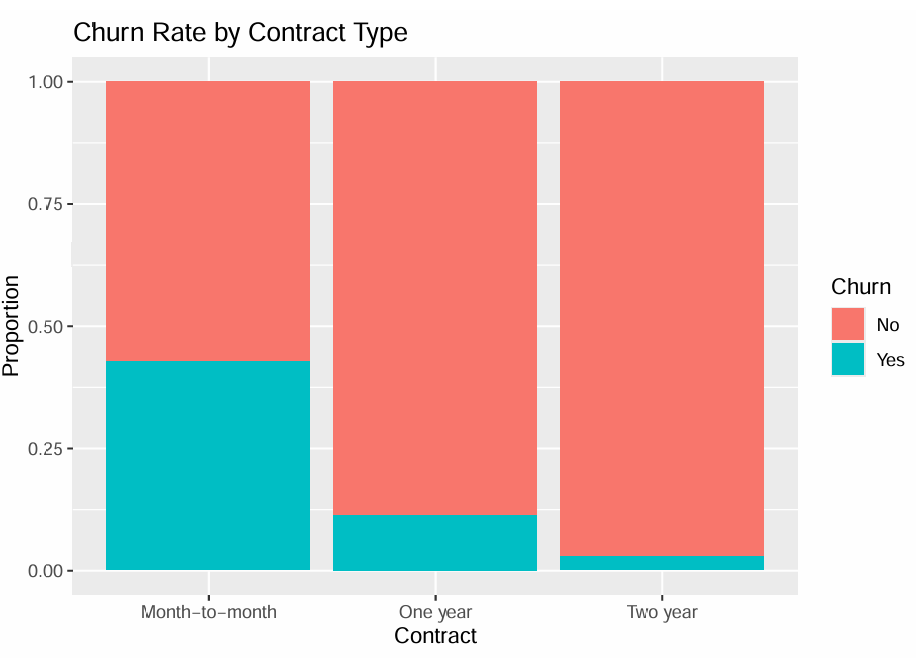 Churn Rate by Contract Type
1.00
0.75
0.50
0.25
0.00
Proportion
Month-to-month
One year
Two year
Contract
Churn
No
Yes